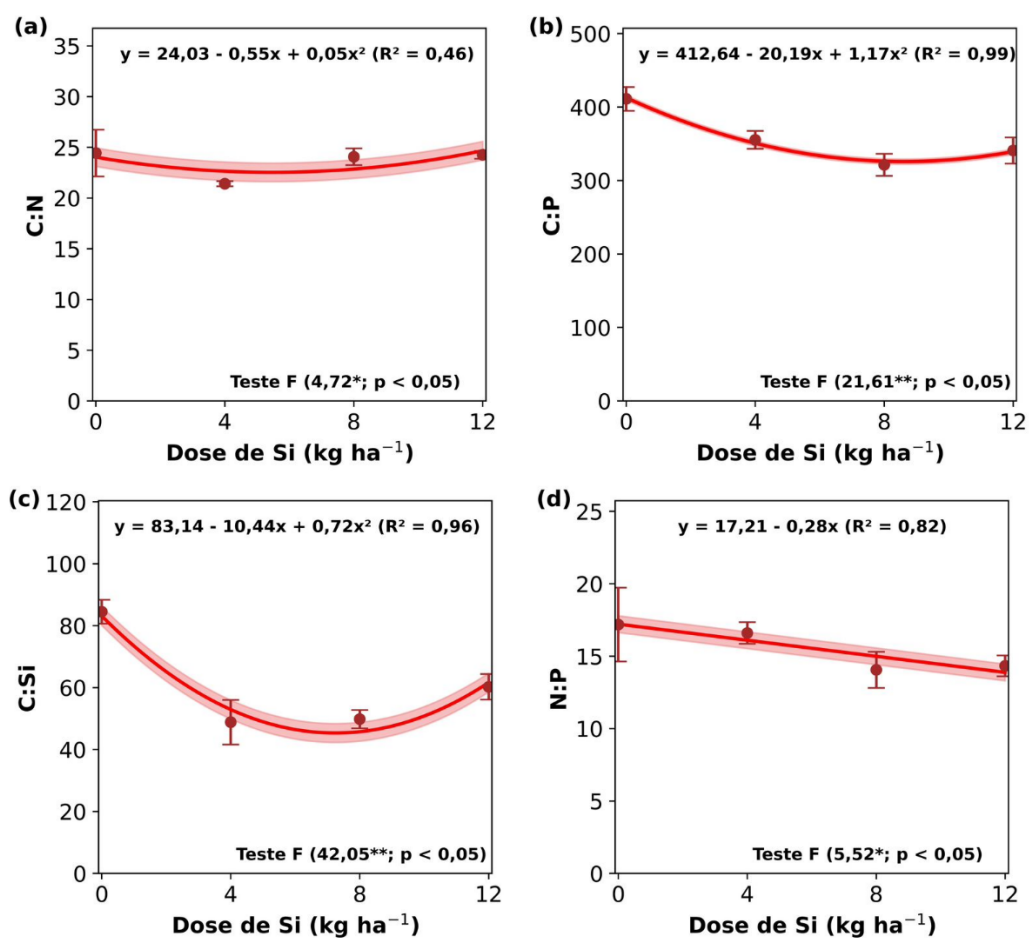 (a)
y = 24,03 - 0,55x + 0,05x² (R² = 0,46)
35
30
25
20
15
10
5
0
C:N
Teste F (4,72*; p < 0,05)
0 4 8 12
Dose de Si (kg ha⁻¹)
(b)
y = 412,64 - 20,19x + 1,17x² (R² = 0,99)
500
400
300
200
100
0
C:P
Teste F (21,61**; p < 0,05)
0 4 8 12
Dose de Si (kg ha⁻¹)
(c)
y = 83,14 - 10,44x + 0,72x² (R² = 0,96)
120
100
80
60
40
20
0
C:Si
Teste F (42,05**; p < 0,05)
0 4 8 12
Dose de Si (kg ha⁻¹)
(d)
y = 17,21 - 0,28x (R² = 0,82)
25
20
15
10
5
0
N:P
Teste F (5,52*; p < 0,05)
0 4 8 12
Dose de Si (kg ha⁻¹)